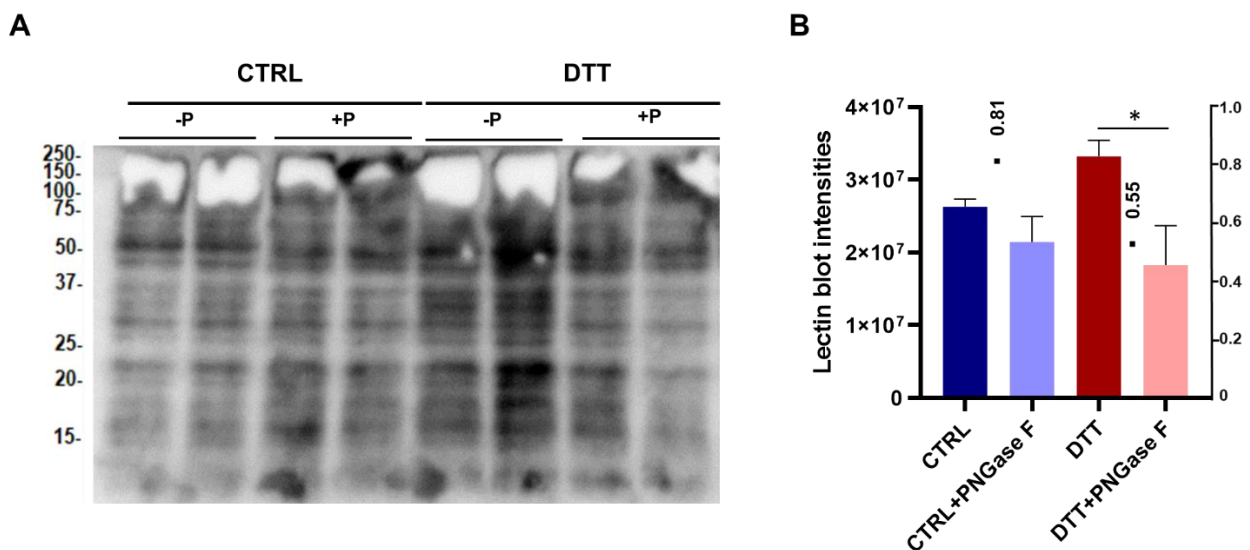 A
CTRL
DTT
-P
+P
-P
+P
250-
150-
100-
75-
50-
37-
25-
20-
15-
B
Lectin blot intensities
4×10⁷
3×10⁷
2×10⁷
1×10⁷
0
0.81
*
0.55
1.0
0.8
0.6
0.4
0.2
0
CTRL
CTRL+PNGase F
DTT
DTT+PNGase F